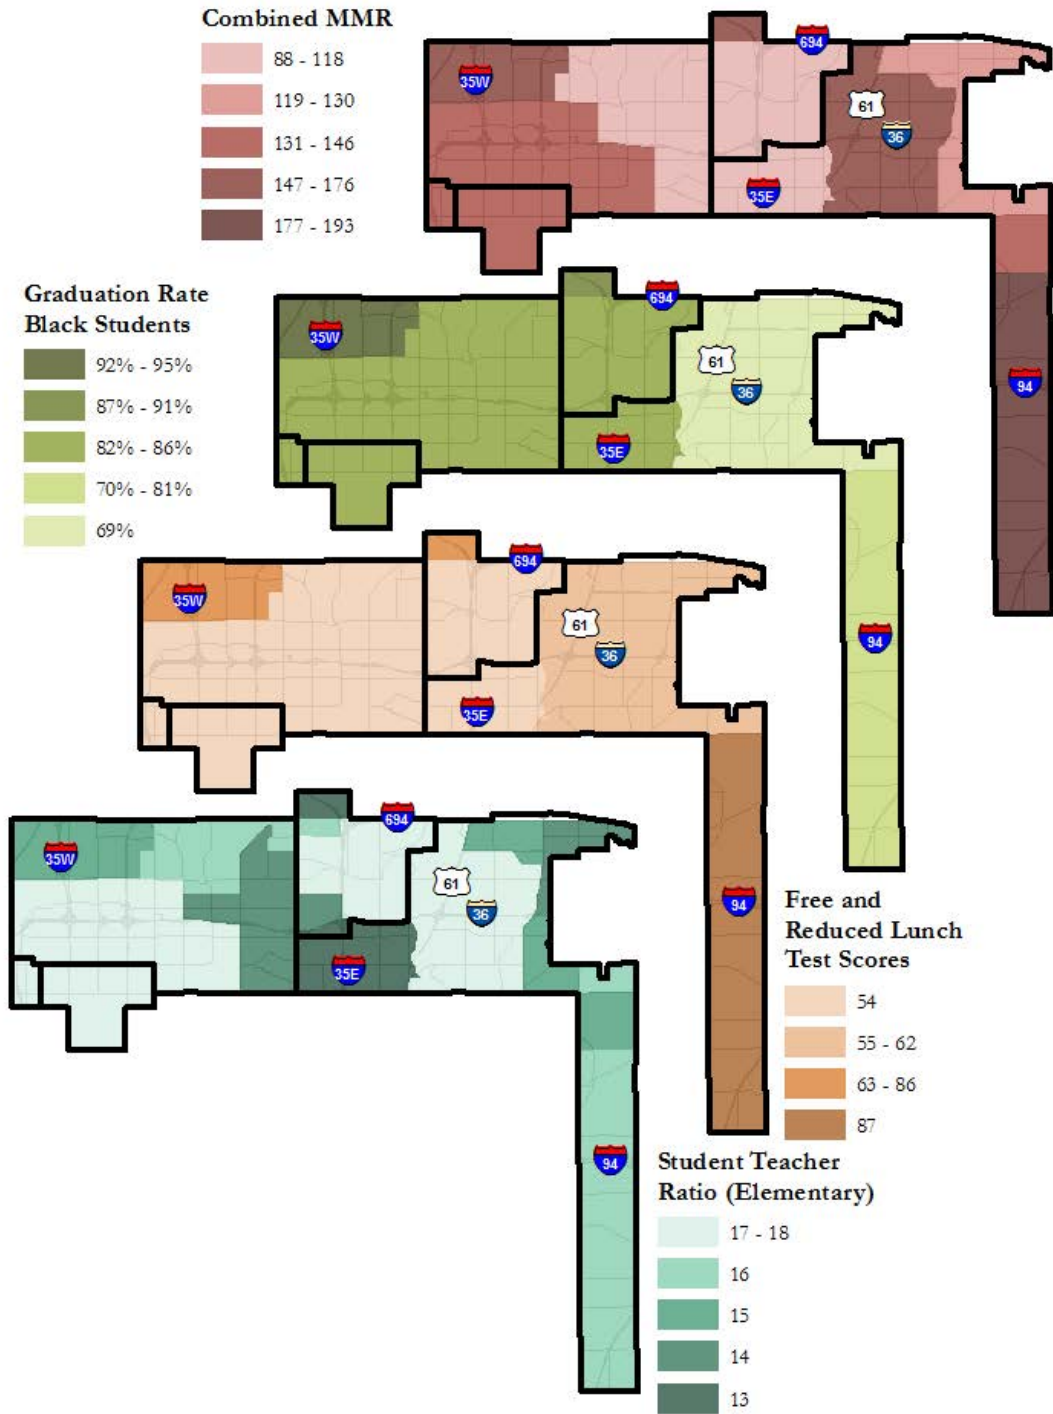 Combined MMR
88 - 118
119 - 130
131 - 146
147 - 176
177 - 193
35W
694
61
36
35E
94
Graduation Rate
Black Students
92% - 95%
87% - 91%
82% - 86%
70% - 81%
69%
35W
694
61
36
35E
94
35W
694
61
36
35E
94
Free and
Reduced Lunch
Test Scores
54
55 - 62
63 - 86
87
35W
694
61
36
35E
94
Student Teacher
Ratio (Elementary)
17 - 18
16
15
14
13